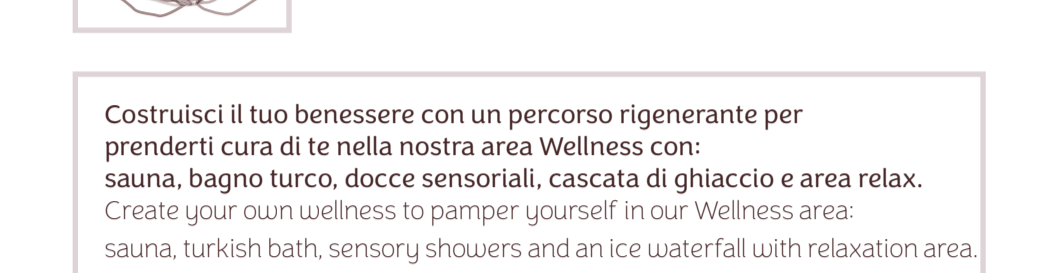 Costruisci il tuo benessere con un percorso rigenerante per
prenderti cura di te nella nostra area Wellness con:
sauna, bagno turco, docce sensoriali, cascata di ghiaccio e area relax.
Create your own wellness to pamper yourself in our Wellness area:
sauna, turkish bath, sensory showers and an ice waterfall with relaxation area.